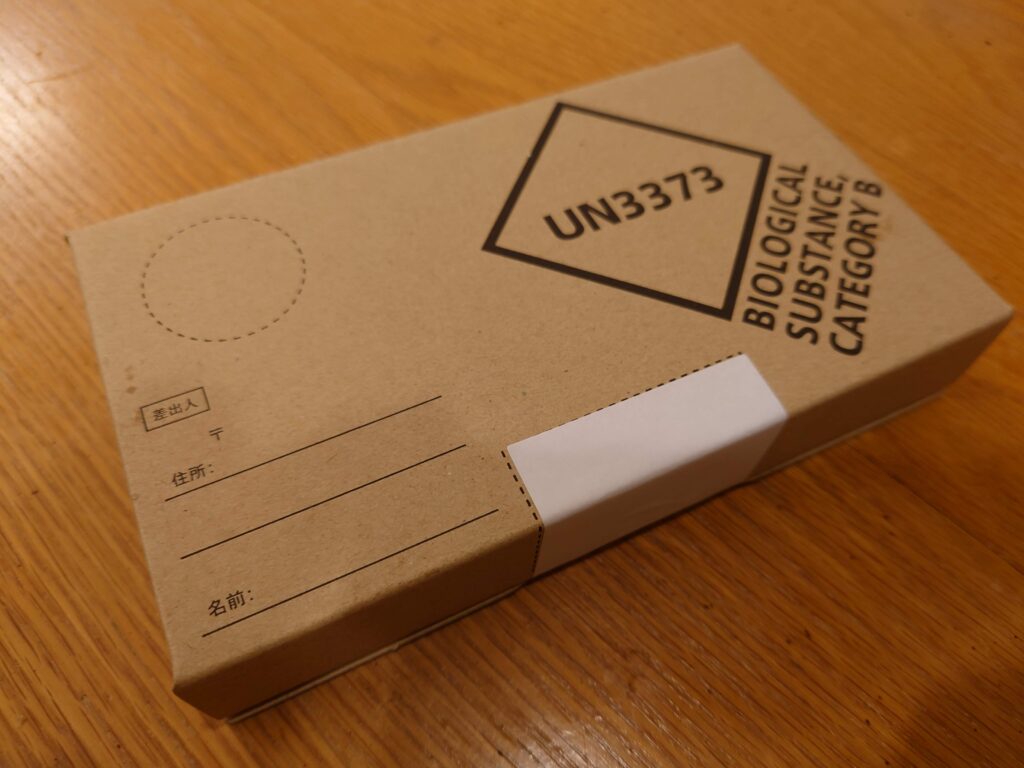 UN3373
BIOLOGICAL
SUBSTANCE,
CATEGORY B
差出人
〒
住所:
名前: